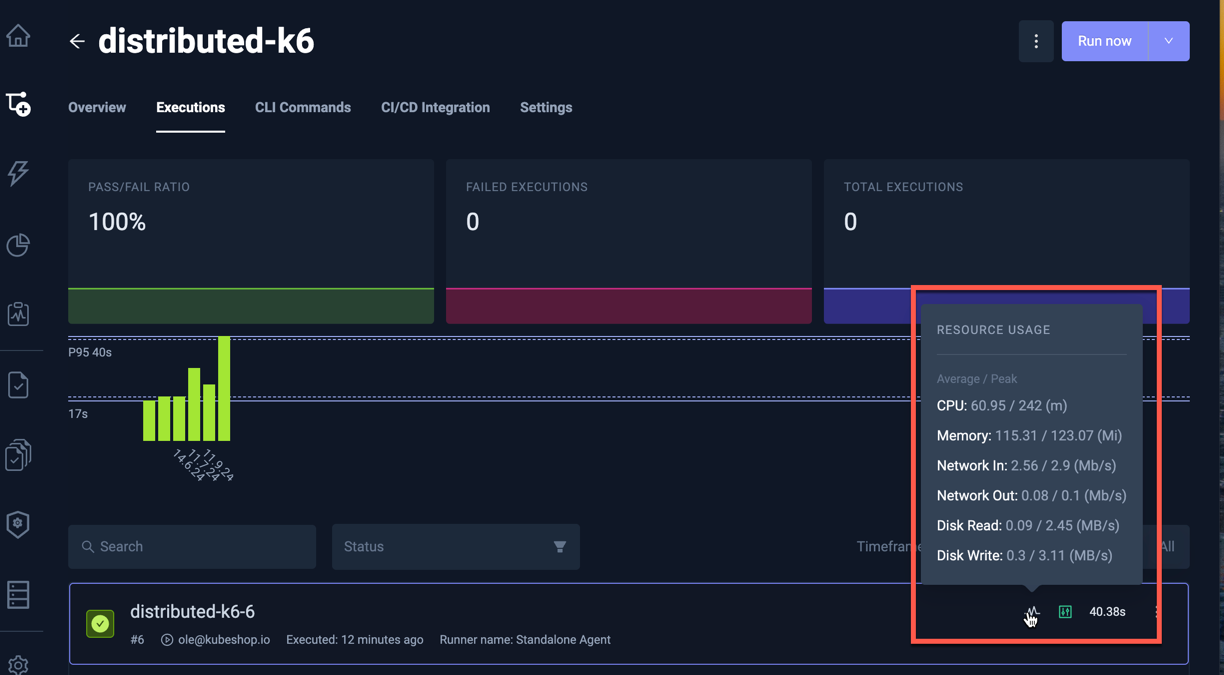 distributed-k6
Run now
Overview
Executions
CLI Commands
CI/CD Integration
Settings
PASS/FAIL RATIO
100%
FAILED EXECUTIONS
0
TOTAL EXECUTIONS
0
P95 40s
17s
14.6.24
11.7.24
11.9.24
RESOURCE USAGE
Average / Peak
CPU: 60.95 / 242 (m)
Memory: 115.31 / 123.07 (Mi)
Network In: 2.56 / 2.9 (Mb/s)
Network Out: 0.08 / 0.1 (Mb/s)
Disk Read: 0.09 / 2.45 (MB/s)
Disk Write: 0.3 / 3.11 (MB/s)
Search
Status
Timeframe
All
distributed-k6-6
40.38s
#6 ole@kubeshop.io Executed: 12 minutes ago Runner name: Standalone Agent